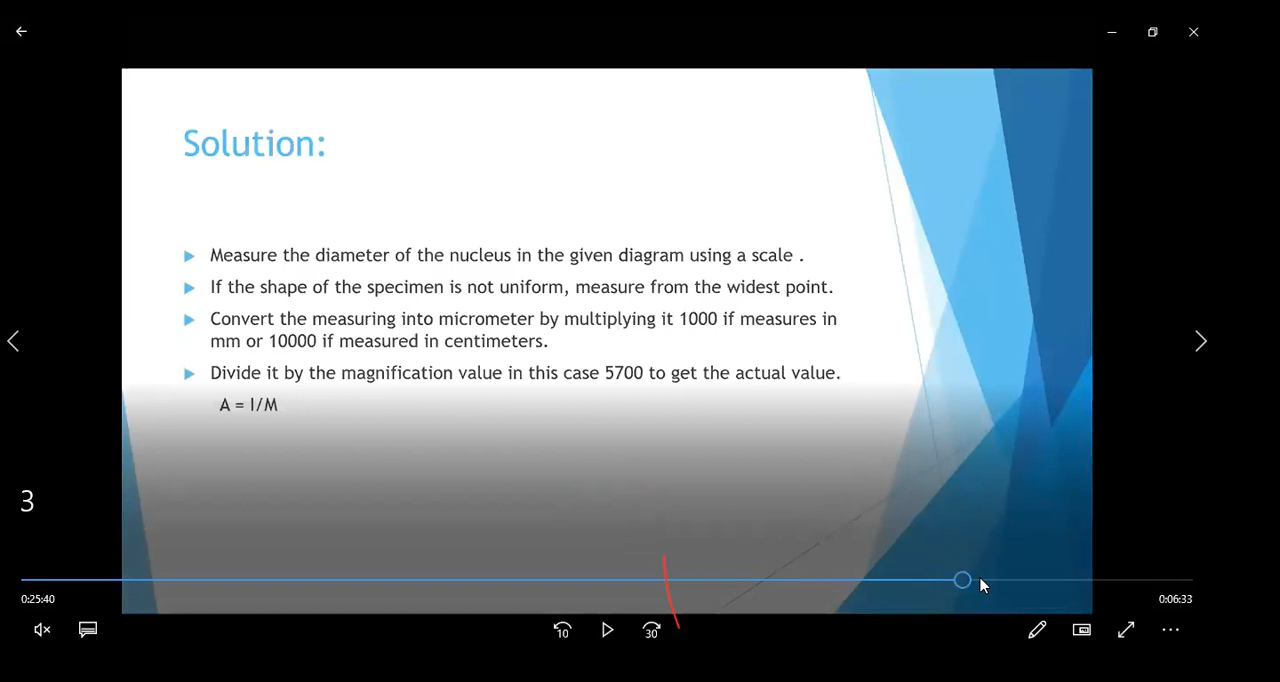 Solution:
Measure the diameter of the nucleus in the given diagram using a scale .
If the shape of the specimen is not uniform, measure from the widest point.
Convert the measuring into micrometer by multiplying it 1000 if measures in
mm or 10000 if measured in centimeters.
Divide it by the magnification value in this case 5700 to get the actual value.
A = I/M
3
0:25:40
0:06:33
10
30